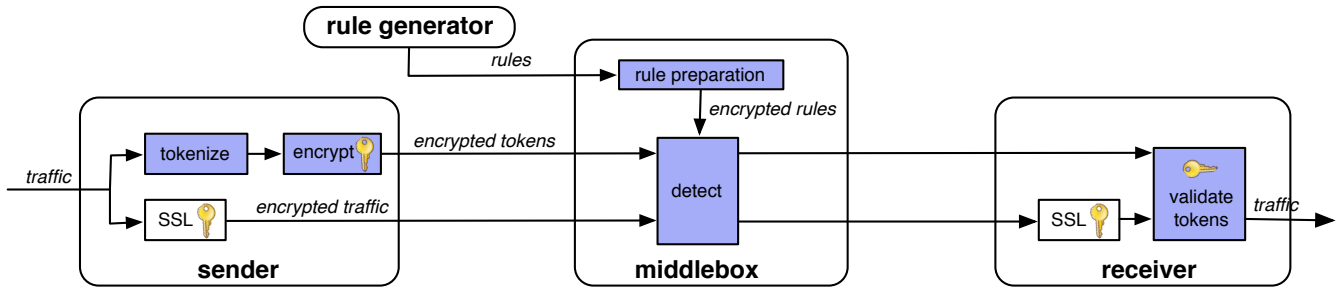 rule generator
rules
rule preparation
encrypted rules
tokenize
encrypt
encrypted tokens
traffic
detect
SSL
encrypted traffic
SSL
validate
tokens
traffic
sender
middlebox
receiver